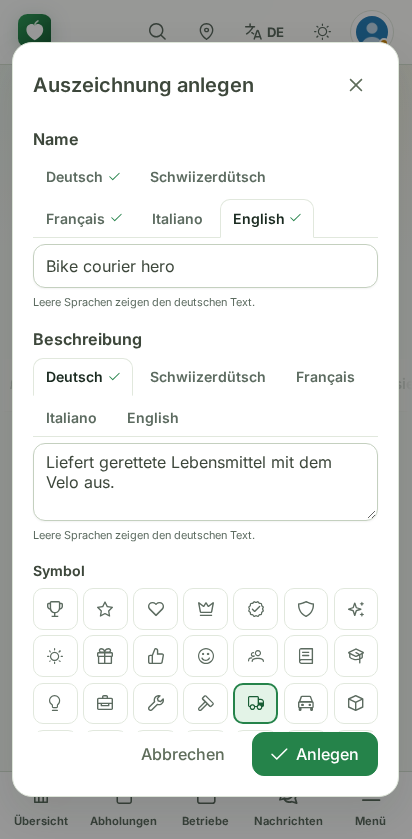 DE
Auszeichnung anlegen
Name
Deutsch Schwiizerdütsch
Français Italiano English
Bike courier hero
Leere Sprachen zeigen den deutschen Text.
Beschreibung
Deutsch Schwiizerdütsch Français
Italiano English
Liefert gerettete Lebensmittel mit dem
Velo aus.
Leere Sprachen zeigen den deutschen Text.
Symbol
Abbrechen Anlegen
Übersicht Abholungen Betriebe Nachrichten Menü